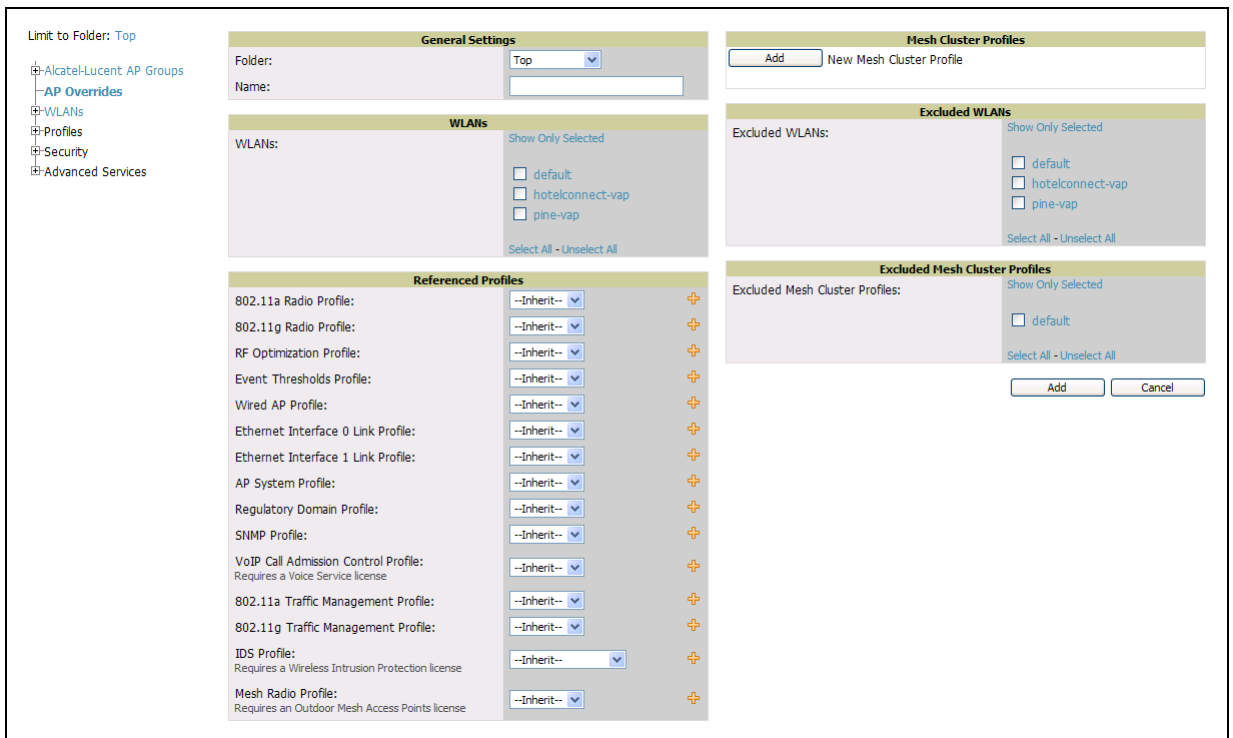 Limit to Folder: Top
Alcatel-Lucent AP Groups
AP Overrides
WLANs
Profiles
Security
Advanced Services
General Settings
Folder: Top
Name:
WLANs
WLANs: Show Only Selected
default
hotelconnect-vap
pine-vap
Select All - Unselect All
Referenced Profiles
802.11a Radio Profile: --Inherit--
802.11g Radio Profile: --Inherit--
RF Optimization Profile: --Inherit--
Event Thresholds Profile: --Inherit--
Wired AP Profile: --Inherit--
Ethernet Interface 0 Link Profile: --Inherit--
Ethernet Interface 1 Link Profile: --Inherit--
AP System Profile: --Inherit--
Regulatory Domain Profile: --Inherit--
SNMP Profile: --Inherit--
VoIP Call Admission Control Profile: --Inherit--
Requires a Voice Service license
802.11a Traffic Management Profile: --Inherit--
802.11g Traffic Management Profile: --Inherit--
IDS Profile: --Inherit--
Requires a Wireless Intrusion Protection license
Mesh Radio Profile: --Inherit--
Requires an Outdoor Mesh Access Points license
Mesh Cluster Profiles
Add New Mesh Cluster Profile
Excluded WLANs
Excluded WLANs: Show Only Selected
default
hotelconnect-vap
pine-vap
Select All - Unselect All
Excluded Mesh Cluster Profiles
Excluded Mesh Cluster Profiles: Show Only Selected
default
Select All - Unselect All
Add Cancel